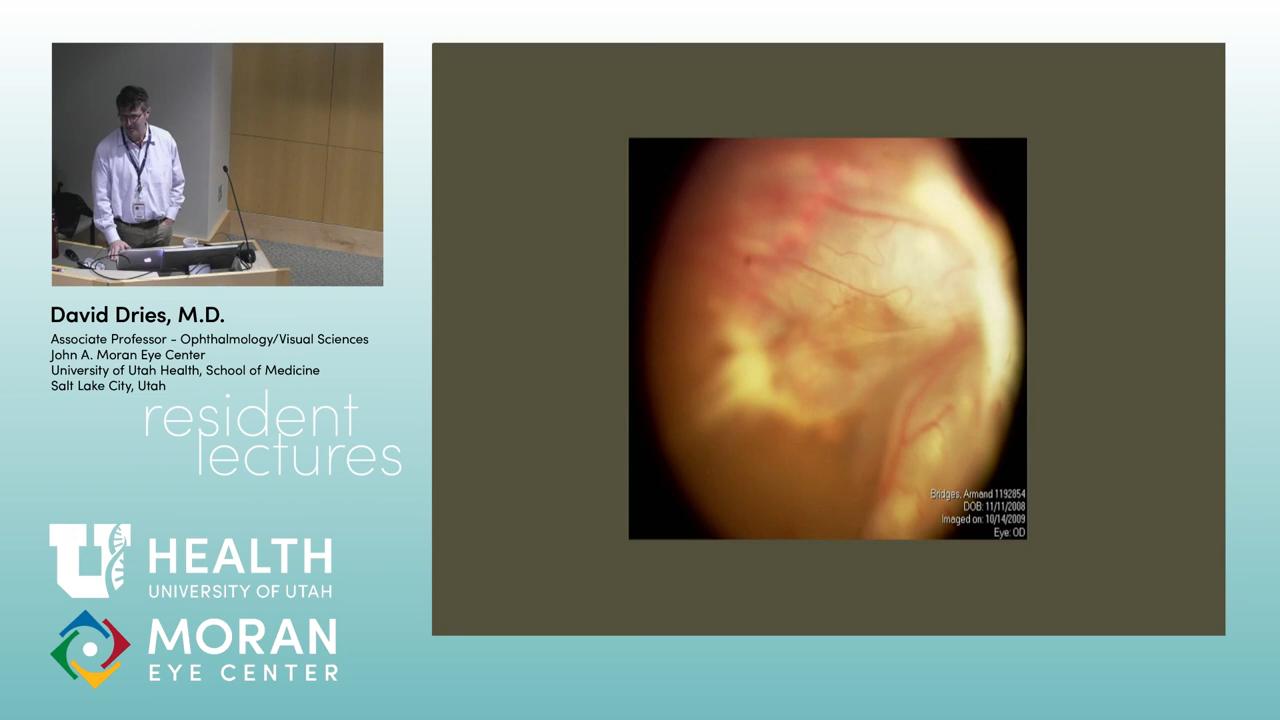 David Dries, M.D.
Associate Professor - Ophthalmology/Visual Sciences
John A. Moran Eye Center
University of Utah Health, School of Medicine
Salt Lake City, Utah
resident
lectures
U HEALTH
UNIVERSITY OF UTAH
MORAN
EYE CENTER
Bridges, Armand 1192854
DOB: 11/11/2008
Imaged on: 10/14/2009
Eye: OD